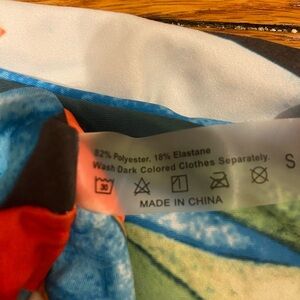 82% Polyester, 18% Elastane
Wash Dark Colored Clothes Separately.
30
S
MADE IN CHINA